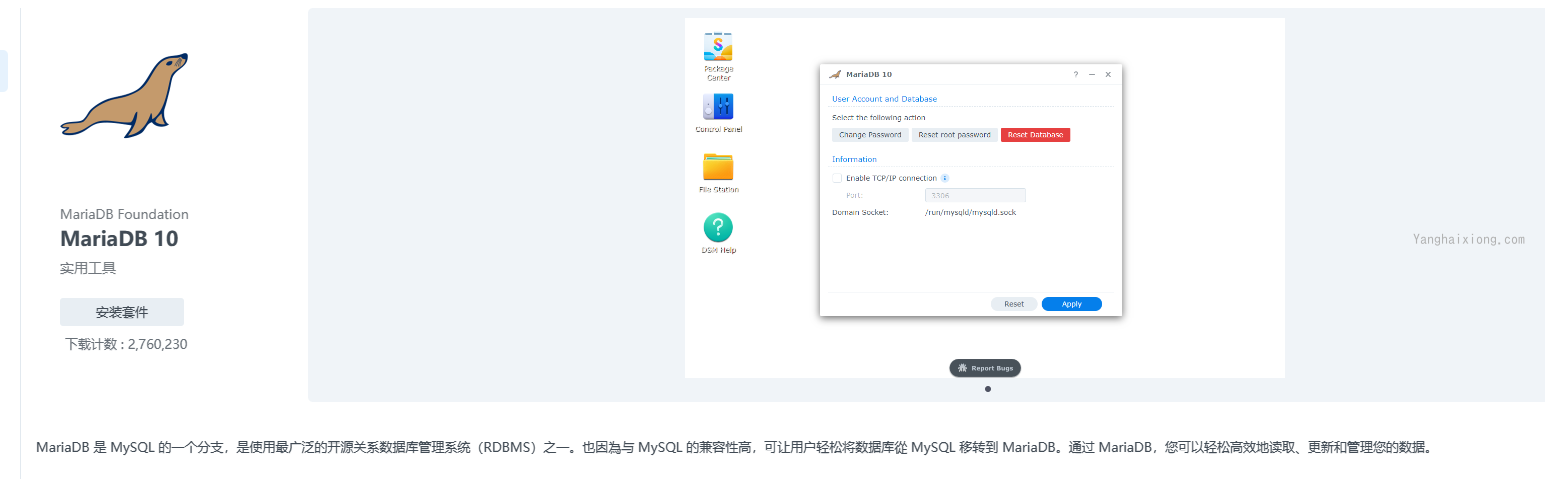 MariaDB Foundation
MariaDB 10
实用工具
安装套件
下载计数 : 2,760,230
Package
Center
Control Panel
File Station
DSM Help
MariaDB 10
User Account and Database
Select the following action
Change Password Reset root password Reset Database
Information
Enable TCP/IP connection
Port: 3306
Domain Socket: /run/mysqld/mysqld.sock
Reset Apply
Report Bugs
Yanghaixiong.com
MariaDB 是 MySQL 的一个分支，是使用最广泛的开源关系数据库管理系统（RDBMS）之一。也因為与 MySQL 的兼容性高，可让用户轻松将数据库從 MySQL 移转到 MariaDB。通过 MariaDB，您可以轻松高效地读取、更新和管理您的数据。